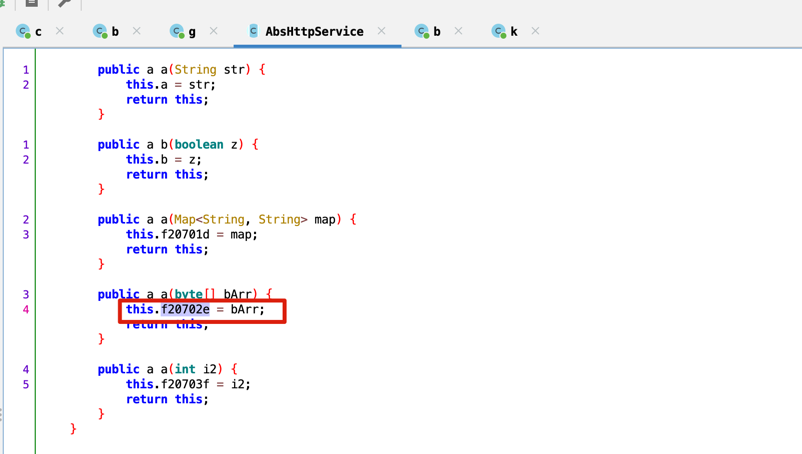 c b g AbsHttpService b k
1 public a a(String str) {
2 this.a = str;
return this;
}
1 public a b(boolean z) {
2 this.b = z;
return this;
}
2 public a a(Map<String, String> map) {
3 this.f20701d = map;
return this;
}
3 public a a(byte[] bArr) {
4 this.f20702e = bArr;
return this;
}
4 public a a(int i2) {
5 this.f20703f = i2;
return this;
}
}